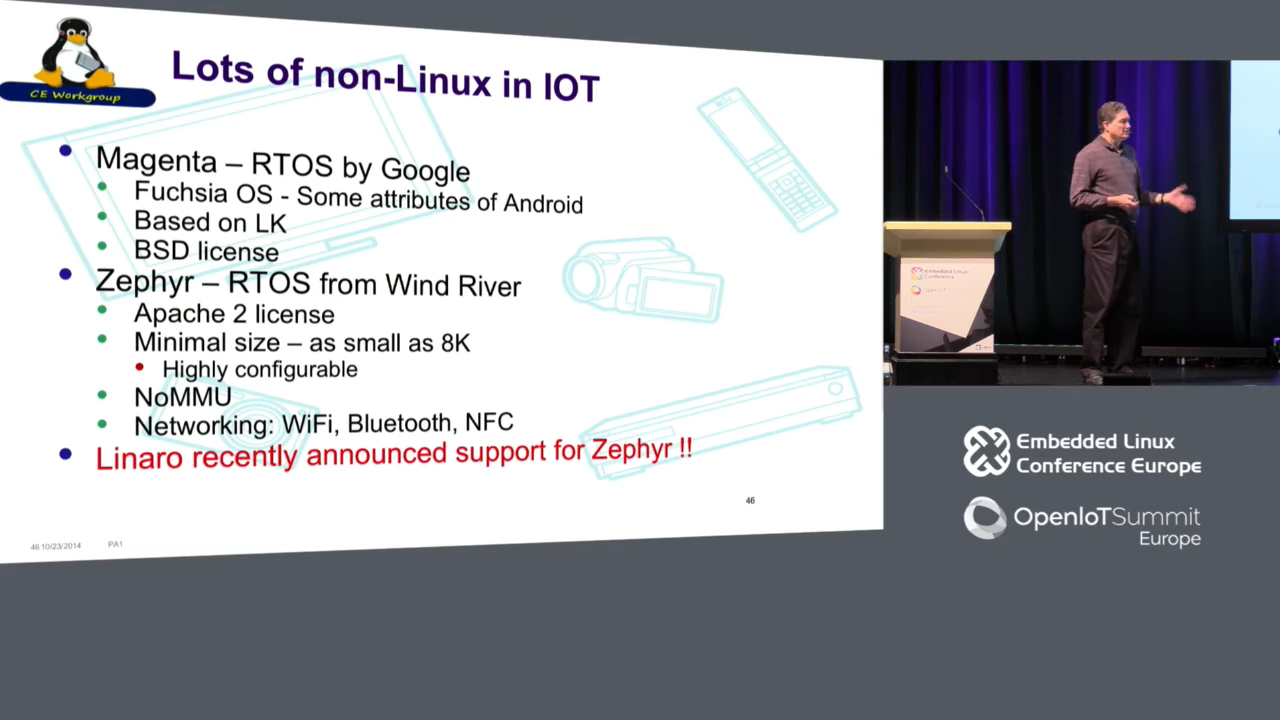 CE Workgroup
Lots of non-Linux in IOT
Magenta – RTOS by Google
Fuchsia OS - Some attributes of Android
Based on LK
BSD license
Zephyr – RTOS from Wind River
Apache 2 license
Minimal size – as small as 8K
Highly configurable
NoMMU
Networking: WiFi, Bluetooth, NFC
Linaro recently announced support for Zephyr !!
46
46 10/23/2014 PA1
Embedded Linux
Conference
Embedded Linux
Conference Europe
OpenIoTSummit
Europe